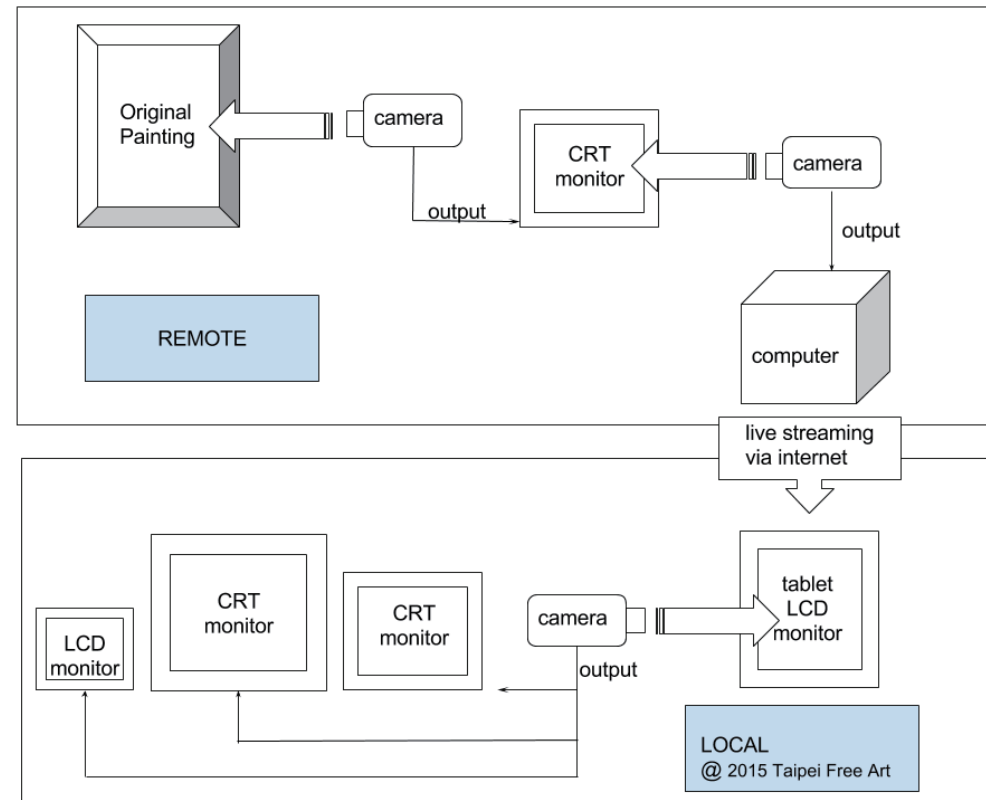 Original
Painting
camera
CRT
monitor
camera
output
output
REMOTE
computer
live streaming
via internet
LCD
monitor
CRT
monitor
CRT
monitor
camera
output
tablet
LCD
monitor
LOCAL
@ 2015 Taipei Free Art